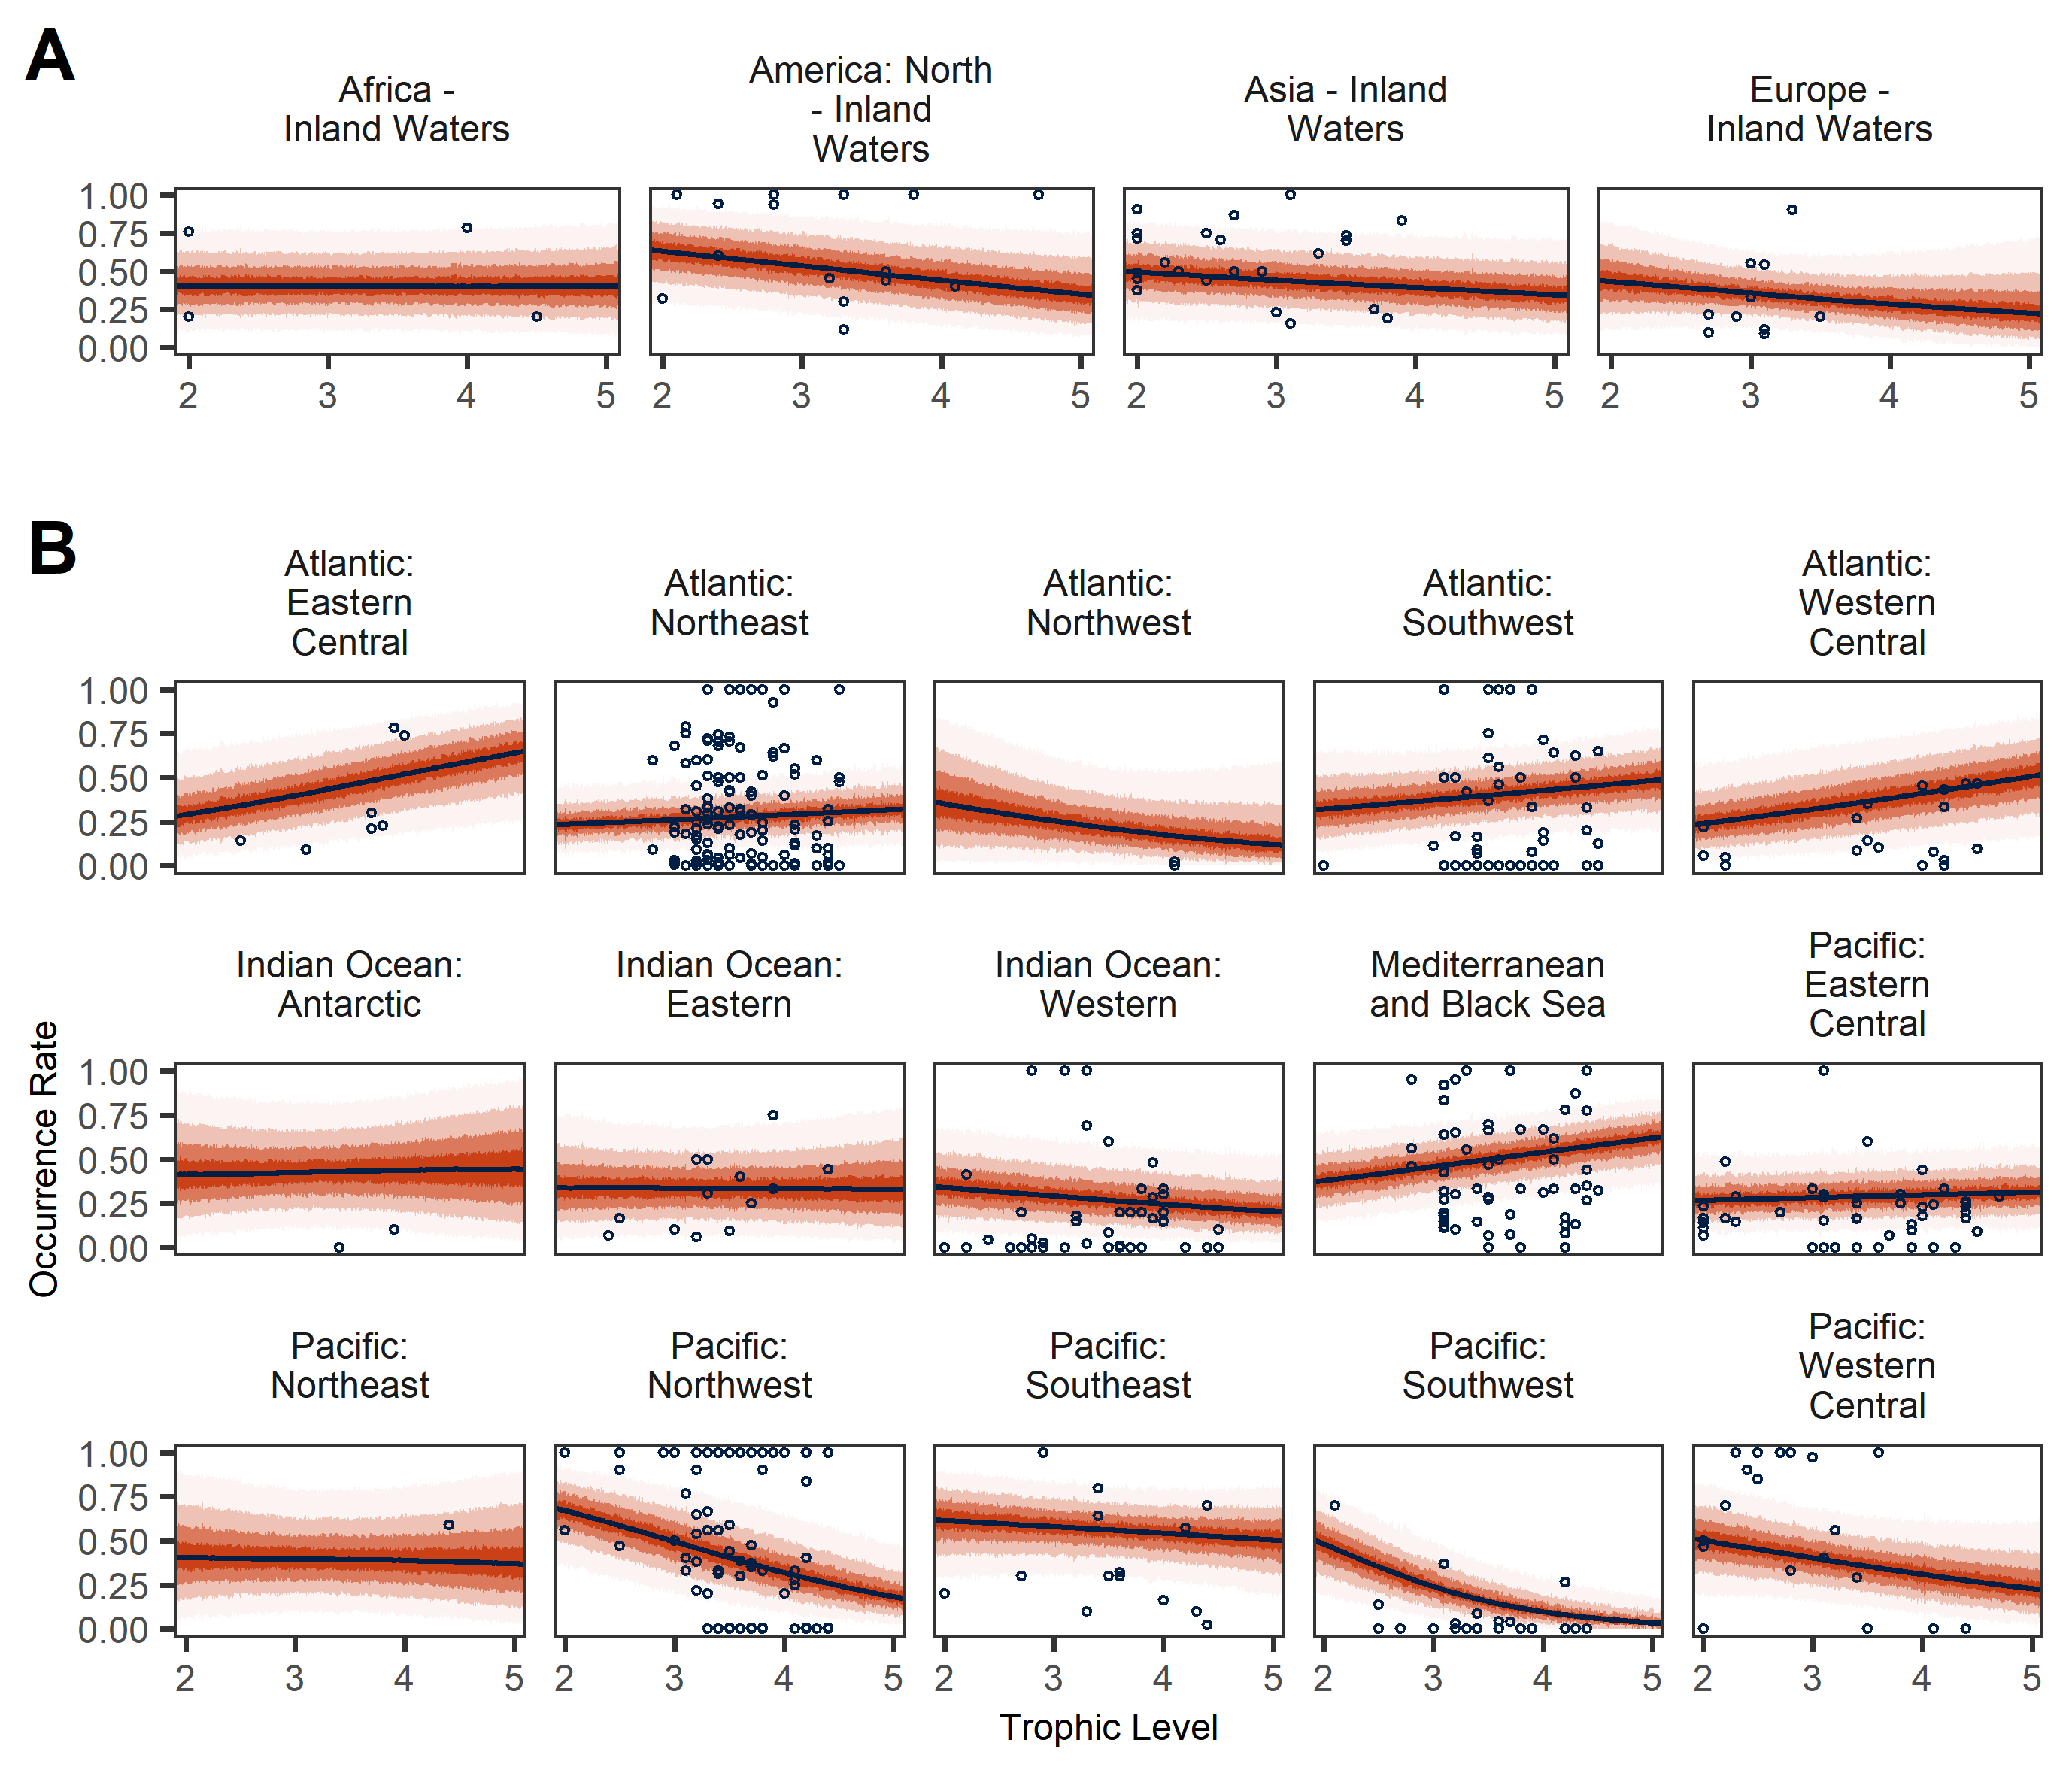 A
Africa -
Inland Waters
America: North
- Inland
Waters
Asia - Inland
Waters
Europe -
Inland Waters
1.00
0.75
0.50
0.25
0.00
2 3 4 5 2 3 4 5 2 3 4 5 2 3 4 5
B
Atlantic:
Eastern
Central
Atlantic:
Northeast
Atlantic:
Northwest
Atlantic:
Southwest
Atlantic:
Western
Central
1.00
0.75
0.50
0.25
0.00
Indian Ocean:
Antarctic
Indian Ocean:
Eastern
Indian Ocean:
Western
Mediterranean
and Black Sea
Pacific:
Eastern
Central
Occurrence Rate
1.00
0.75
0.50
0.25
0.00
Pacific:
Northeast
Pacific:
Northwest
Pacific:
Southeast
Pacific:
Southwest
Pacific:
Western
Central
1.00
0.75
0.50
0.25
0.00
2 3 4 5 2 3 4 5 2 3 4 5 2 3 4 5 2 3 4 5
Trophic Level